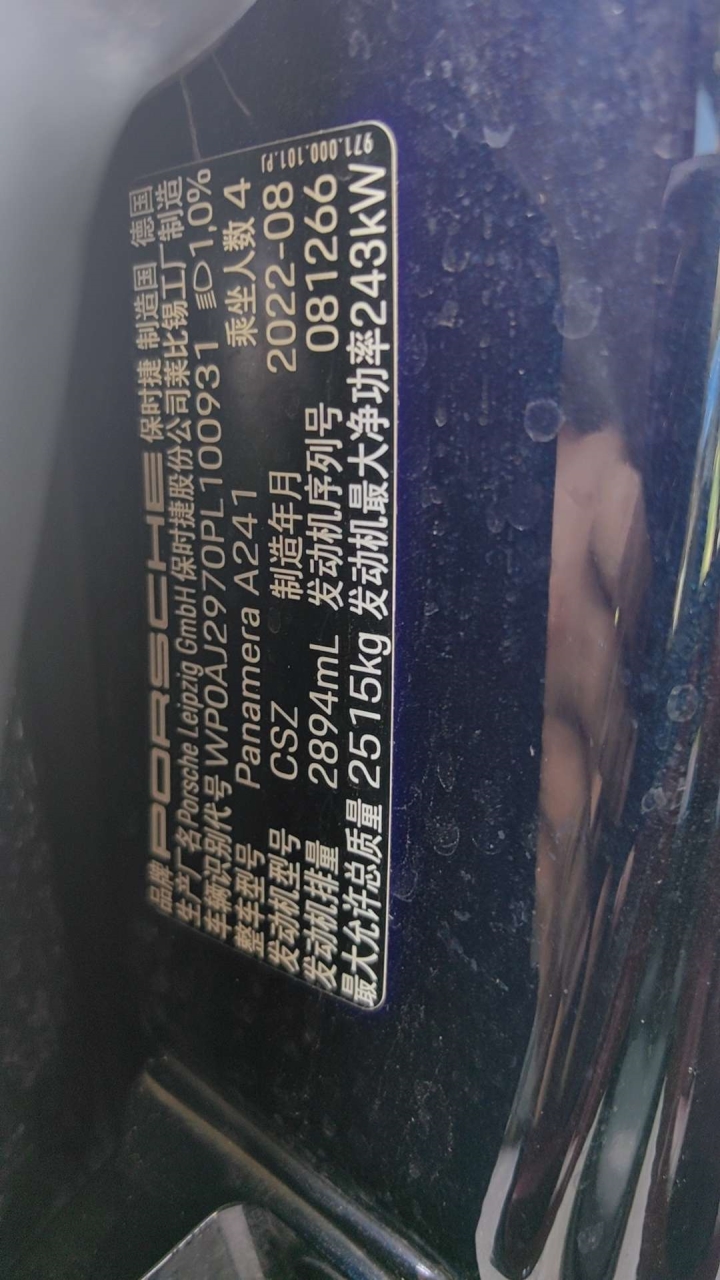 971.000.101.PJ
品牌 PORSCHE 保时捷 制造国 德国
生产厂名 Porsche Leipzig GmbH 保时捷股份公司莱比锡工厂制造
车辆识别代号 WP0AJ2970PL100931 1,0%
整车型号 Panamera A241 乘坐人数 4
发动机型号 CSZ 制造年月 2022-08
发动机排量 2894mL 发动机序列号 081266
最大允许总质量 2515kg 发动机最大净功率243kW